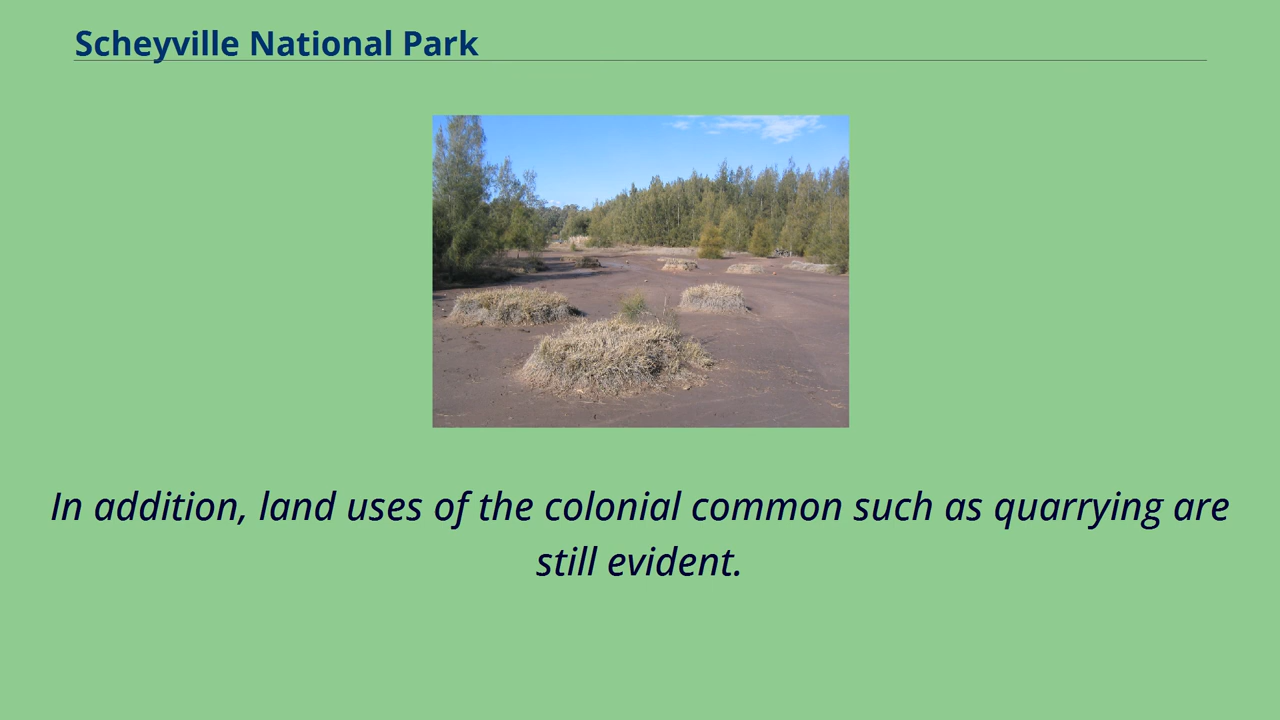 Scheyville National Park
In addition, land uses of the colonial common such as quarrying are
still evident.